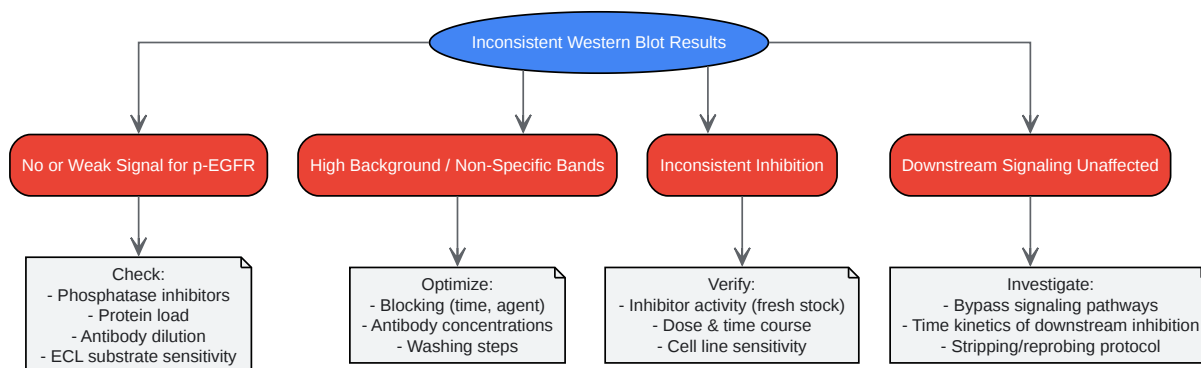 Inconsistent Western Blot Results
No or Weak Signal for p-EGFR
High Background / Non-Specific Bands
Inconsistent Inhibition
Downstream Signaling Unaffected
Check:
- Phosphatase inhibitors
- Protein load
- Antibody dilution
- ECL substrate sensitivity
Optimize:
- Blocking (time, agent)
- Antibody concentrations
- Washing steps
Verify:
- Inhibitor activity (fresh stock)
- Dose & time course
- Cell line sensitivity
Investigate:
- Bypass signaling pathways
- Time kinetics of downstream inhibition
- Stripping/reprobing protocol